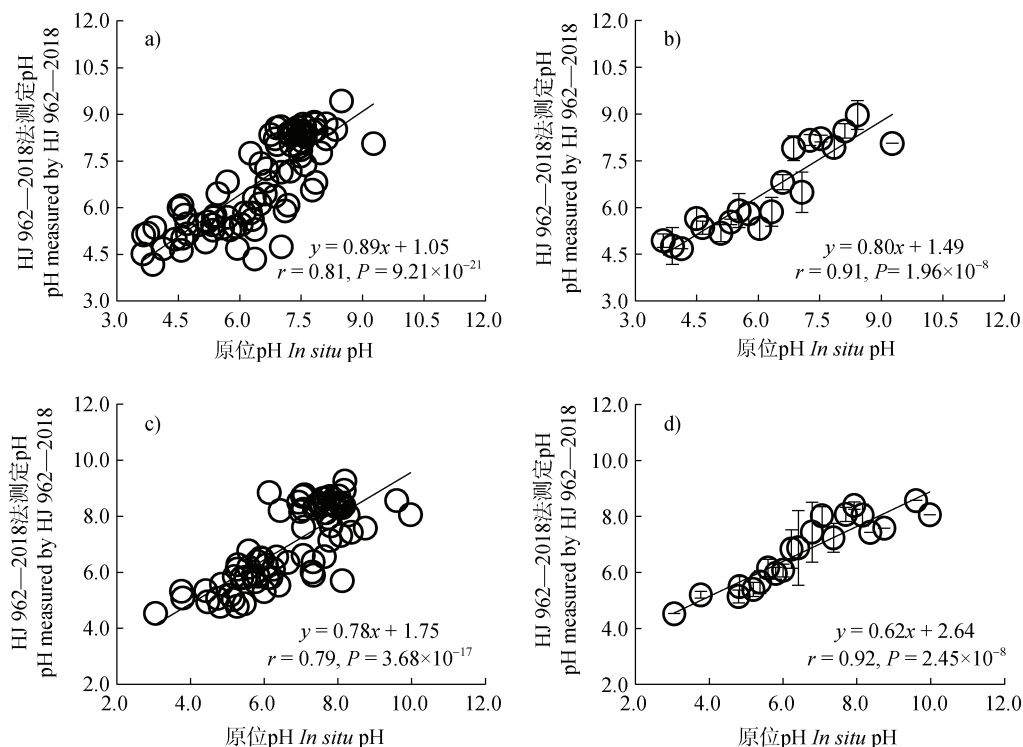 HJ 962—2018法测定pH
pH measured by HJ 962—2018
12.0
10.5
9.0
7.5
6.0
4.5
3.0
a)
y = 0.89x + 1.05
r = 0.81, P = 9.21×10⁻²¹
3.0 4.5 6.0 7.5 9.0 10.5 12.0
原位pH In situ pH
HJ 962—2018法测定pH
pH measured by HJ 962—2018
12.0
10.5
9.0
7.5
6.0
4.5
3.0
b)
y = 0.80x + 1.49
r = 0.91, P= 1.96×10⁻⁸
3.0 4.5 6.0 7.5 9.0 10.5 12.0
原位pH In situ pH
HJ 962—2018法测定pH
pH measured by HJ 962—2018
12.0
10.0
8.0
6.0
4.0
2.0
c)
y = 0.78x + 1.75
r = 0.79, P = 3.68×10⁻¹⁷
2.0 4.0 6.0 8.0 10.0 12.0
原位pH In situ pH
HJ 962—2018法测定pH
pH measured by HJ 962—2018
12.0
10.0
8.0
6.0
4.0
2.0
d)
y = 0.62x + 2.64
r = 0.92, P = 2.45×10⁻⁸
2.0 4.0 6.0 8.0 10.0 12.0
原位pH In situ pH